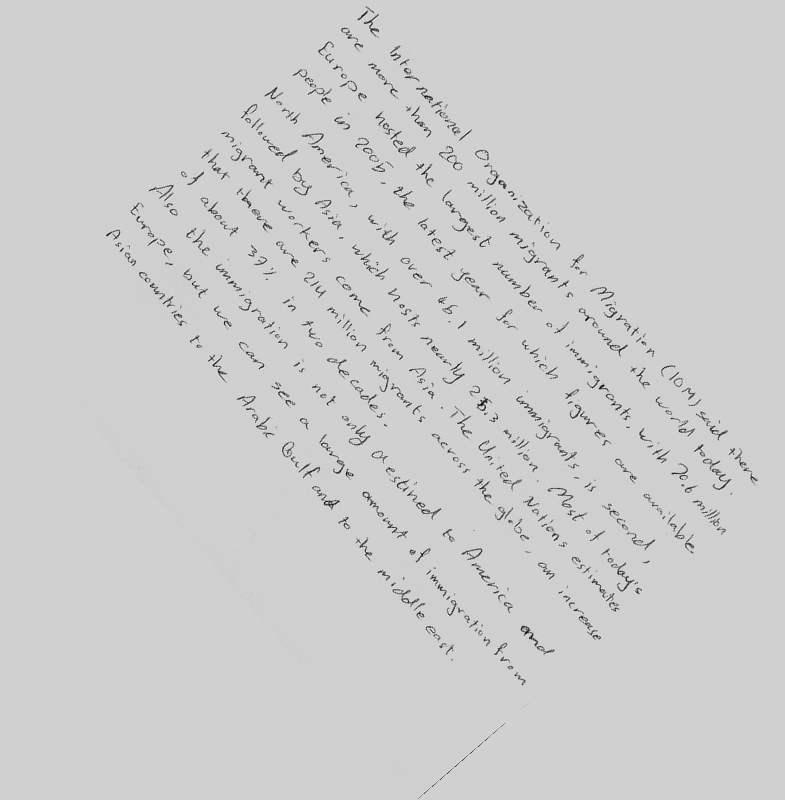 The International Organization for Migration (IOM) said there
are more than 200 million migrants around the world today.
Europe hosted the largest number of immigrants, with 70.6 million
people in 2005, the latest year for which figures are available.
North America, with over 45.1 million immigrants, is second,
followed by Asia, which hosts nearly 25.3 million. Most of today's
migrant workers come from Asia. The United Nations estimates
that there are 214 million migrants across the globe, an increase
of about 37% in two decades.
Also the immigration is not only destined to America and
Europe, but we can see a large amount of immigration from
Asian countries to the Arabic Gulf and to the middle east.